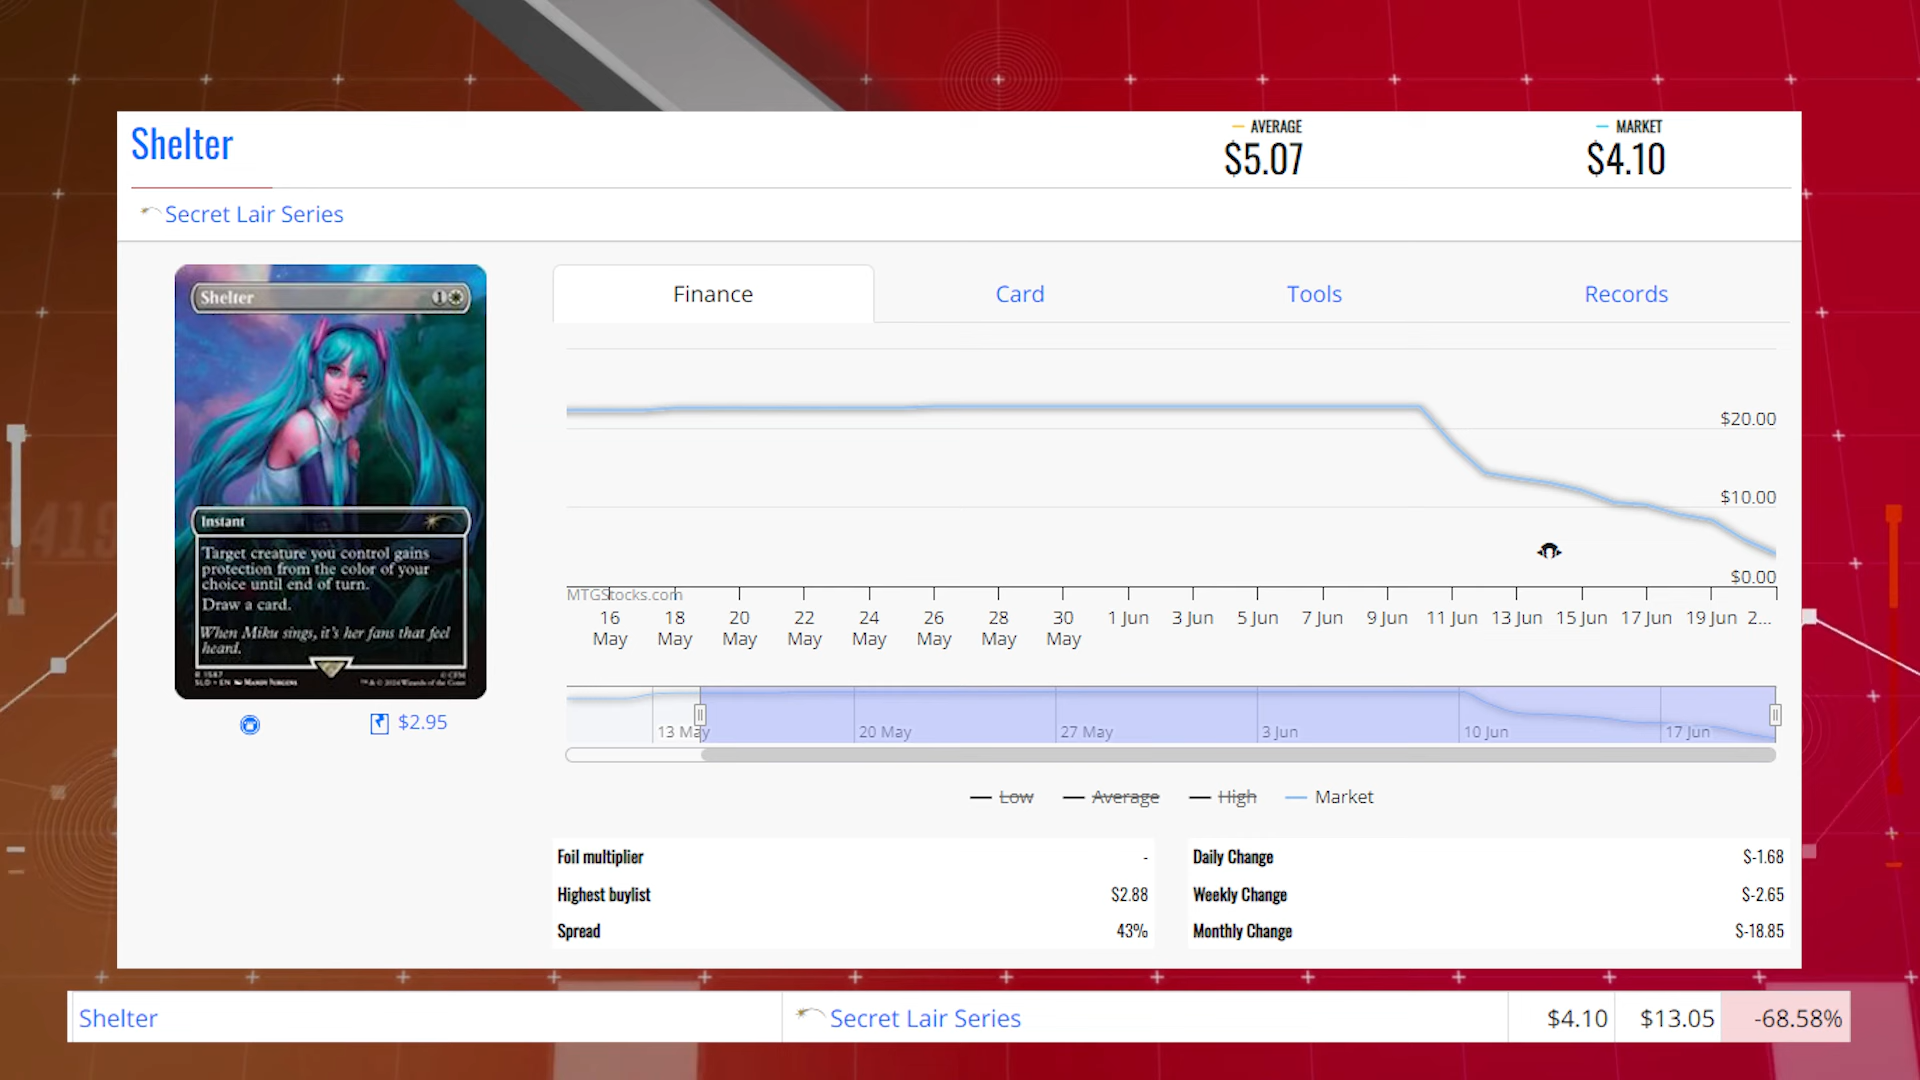 Shelter
AVERAGE
$5.07
MARKET
$4.10
Secret Lair Series
Shelter 1
Instant
Target creature you control gains
protection from the color of your
choice until end of turn.
Draw a card.
When Miku sings, it's her fans that feel
heard.
R 1587
SLD • EN
$2.95
Finance
Card
Tools
Records
$20.00
$10.00
$0.00
MTGStocks.com
16 May
18 May
20 May
22 May
24 May
26 May
28 May
30 May
1 Jun
3 Jun
5 Jun
7 Jun
9 Jun
11 Jun
13 Jun
15 Jun
17 Jun
19 Jun
2...
13 May
20 May
27 May
3 Jun
10 Jun
17 Jun
Low
Average
High
Market
Foil multiplier -
Highest buylist $2.88
Spread 43%
Daily Change $-1.68
Weekly Change $-2.65
Monthly Change $-18.85
Shelter
Secret Lair Series
$4.10
$13.05
-68.58%